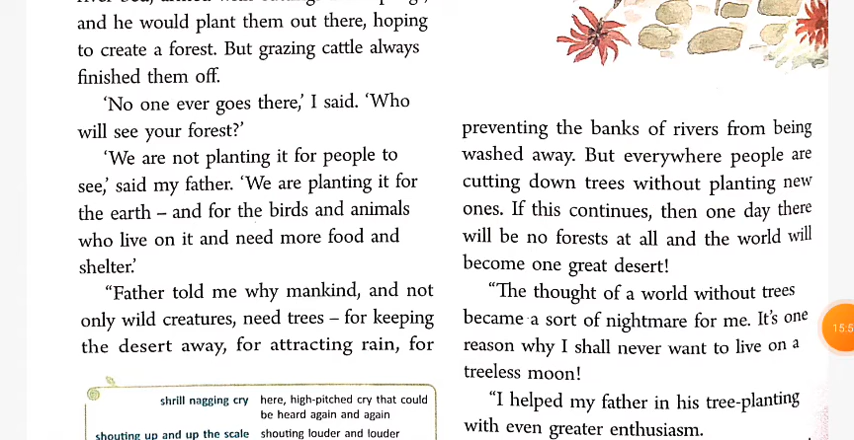 and he would plant them out there, hoping
to create a forest. But grazing cattle always
finished them off.
‘No one ever goes there,’ I said. ‘Who
will see your forest?’
‘We are not planting it for people to
see,’ said my father. ‘We are planting it for
the earth – and for the birds and animals
who live on it and need more food and
shelter.’
“Father told me why mankind, and not
only wild creatures, need trees – for keeping
the desert away, for attracting rain, for
shrill nagging cry here, high-pitched cry that could
be heard again and again
shouting up and up the scale shouting louder and louder
preventing the banks of rivers from being
washed away. But everywhere people are
cutting down trees without planting new
ones. If this continues, then one day there
will be no forests at all and the world will
become one great desert!
“The thought of a world without trees
became a sort of nightmare for me. It’s one
reason why I shall never want to live on a
treeless moon!
“I helped my father in his tree-planting
with even greater enthusiasm.